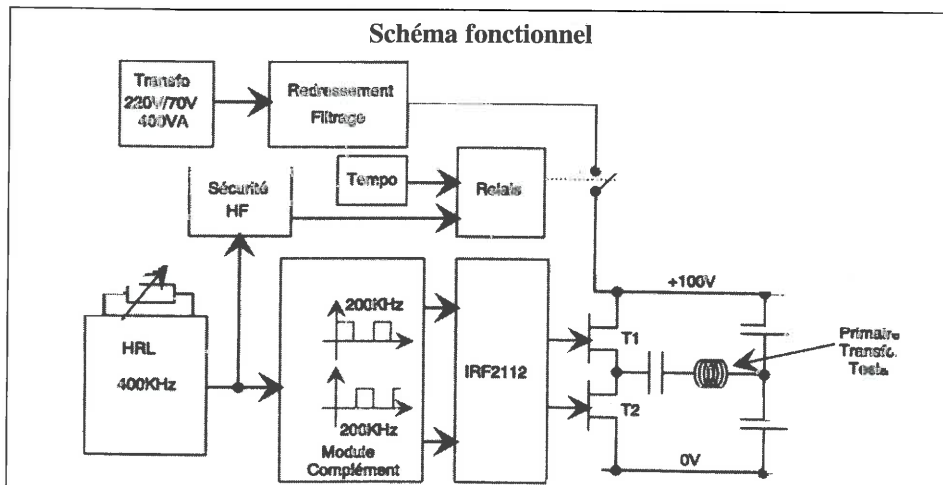 Schéma fonctionnel
Transfo
220V/70V
400VA
Redressement
Filtrage
Tempo
Relais
Sécurité
HF
HRL
400KHz
200KHz
200KHz
Module
Complément
IRF2112
T1
T2
+100V
0V
Primaire
Transfo.
Tesla